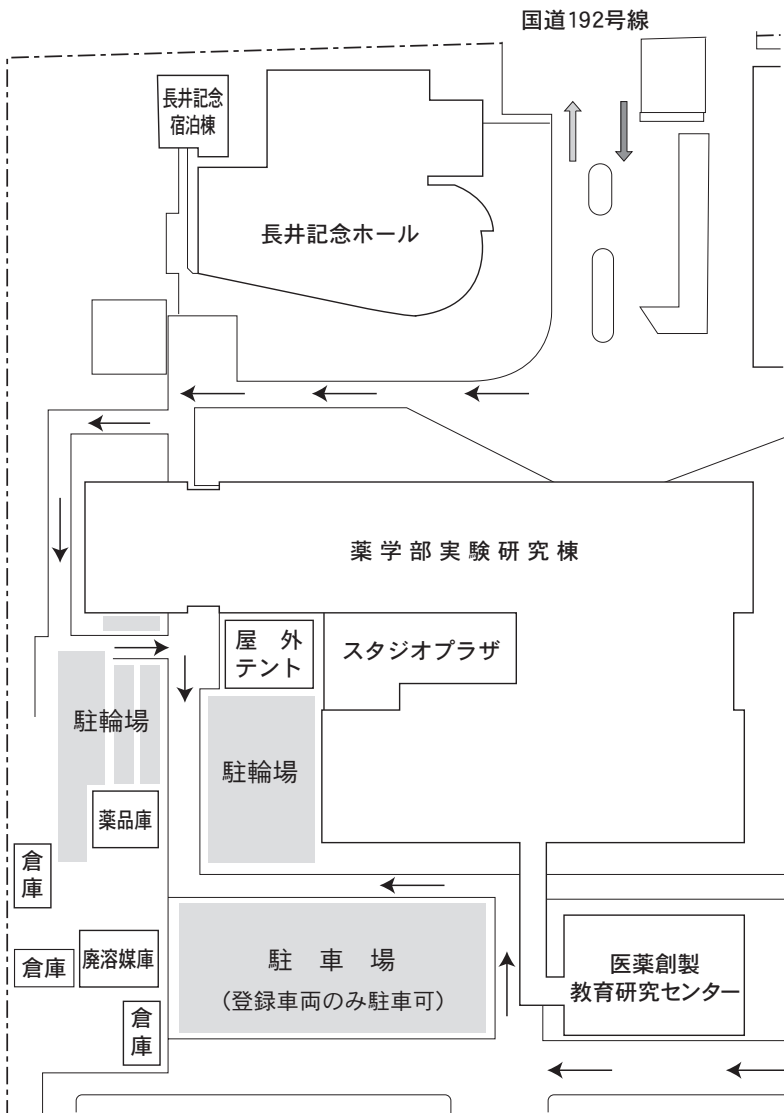 国道192号線
長井記念
宿泊棟
長井記念ホール
薬学部実験研究棟
屋 外
テント
スタジオプラザ
駐輪場
駐輪場
薬品庫
倉
庫
倉庫
廃溶媒庫
駐 車 場
(登録車両のみ駐車可)
医薬創製
教育研究センター
倉
庫